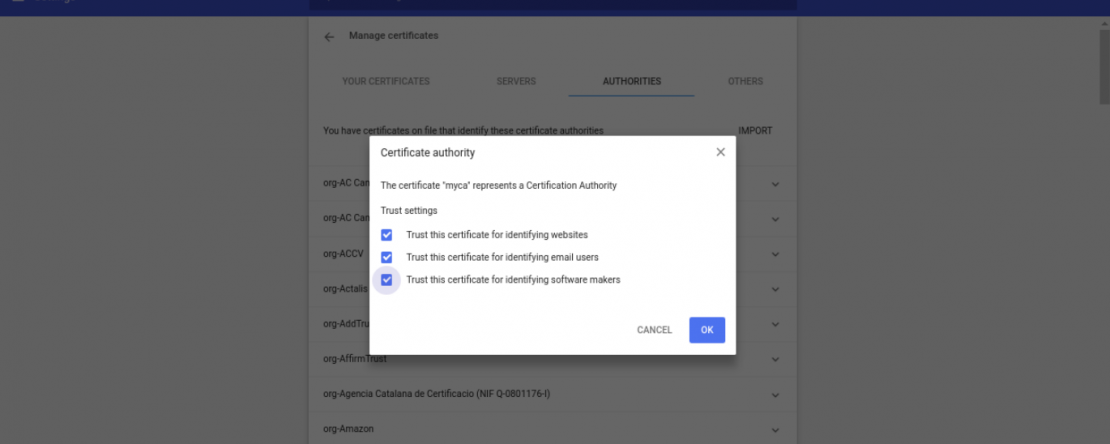 Manage certificates
YOUR CERTIFICATES SERVERS AUTHORITIES OTHERS
You have certificates on file that identify these certificate authorities IMPORT
Certificate authority
The certificate "myca" represents a Certification Authority
Trust settings
Trust this certificate for identifying websites
Trust this certificate for identifying email users
Trust this certificate for identifying software makers
CANCEL OK
org-AC Can
org-AC Can
org-ACCV
org-Actalis
org-AddTru
org-AffirmTrust
org-Agencia Catalana de Certificacio (NIF Q-0801176-I)
org-Amazon